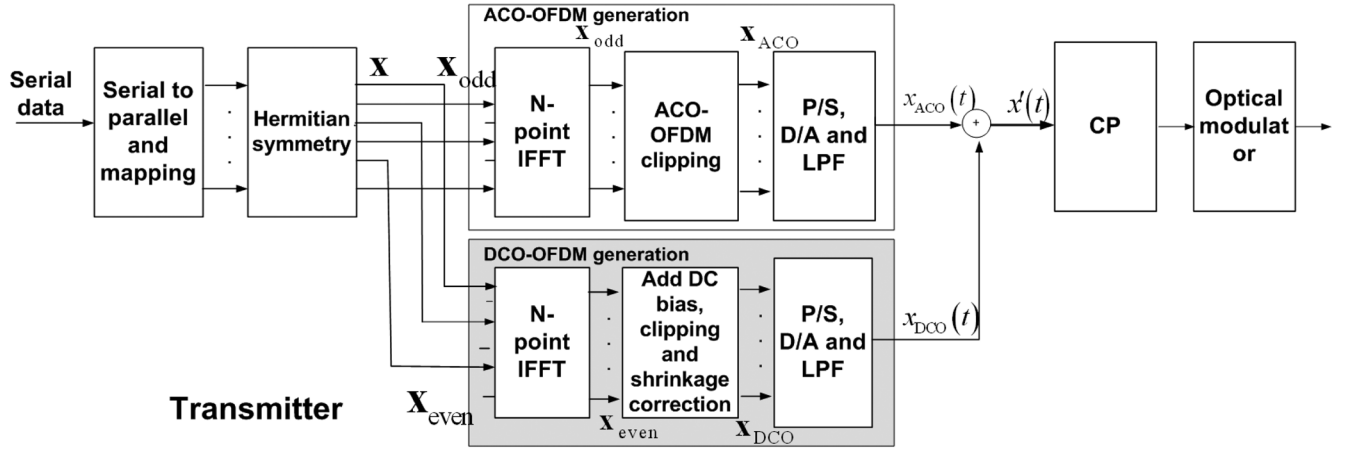 ACO-OFDM generation
Serial
data
Serial to
parallel
and
mapping
Hermitian
symmetry
X
X odd
N-
point
IFFT
x odd
ACO-
OFDM
clipping
x ACO
P/S,
D/A and
LPF
x ACO (t)
+
x'(t)
CP
Optical
modulat
or
DCO-OFDM generation
N-
point
IFFT
Add DC
bias,
clipping
and
shrinkage
correction
P/S,
D/A and
LPF
x DCO (t)
X even
x even
x DCO
Transmitter